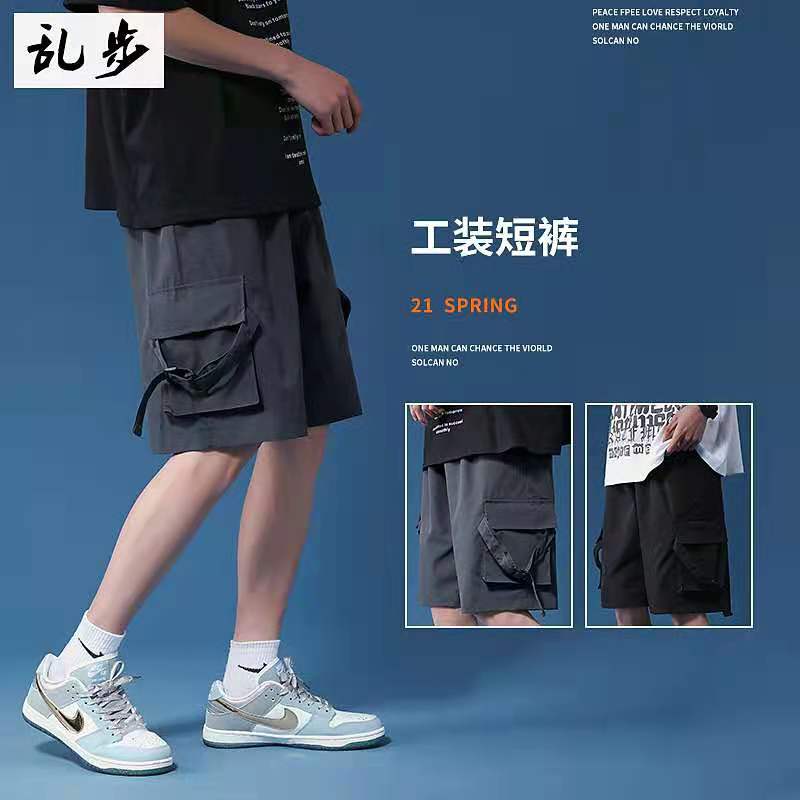 乱步
PEACE FPEE LOVE RESPECT LOYALTY
ONE MAN CAN CHANCE THE VIORLD
SOLCAN NO
工装短裤
21 SPRING
ONE MAN CAN CHANCE THE VIORLD
SOLCAN NO